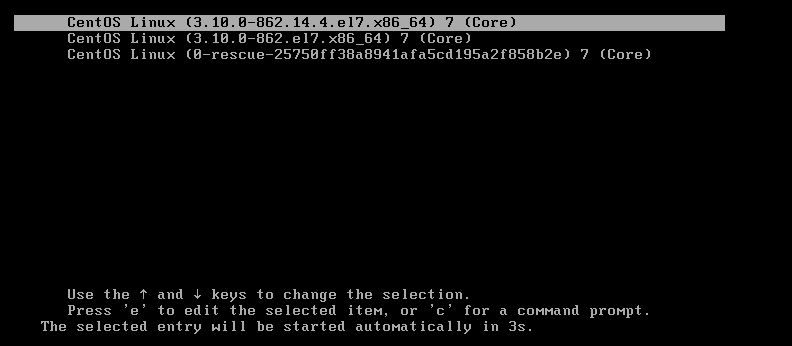 CentOS Linux (3.10.0-862.14.4.el7.x86_64) 7 (Core)
CentOS Linux (3.10.0-862.el7.x86_64) 7 (Core)
CentOS Linux (0-rescue-25750ff38a8941afa5cd195a2f858b2e) 7 (Core)
Use the ↑ and ↓ keys to change the selection.
Press 'e' to edit the selected item, or 'c' for a command prompt.
The selected entry will be started automatically in 3s.